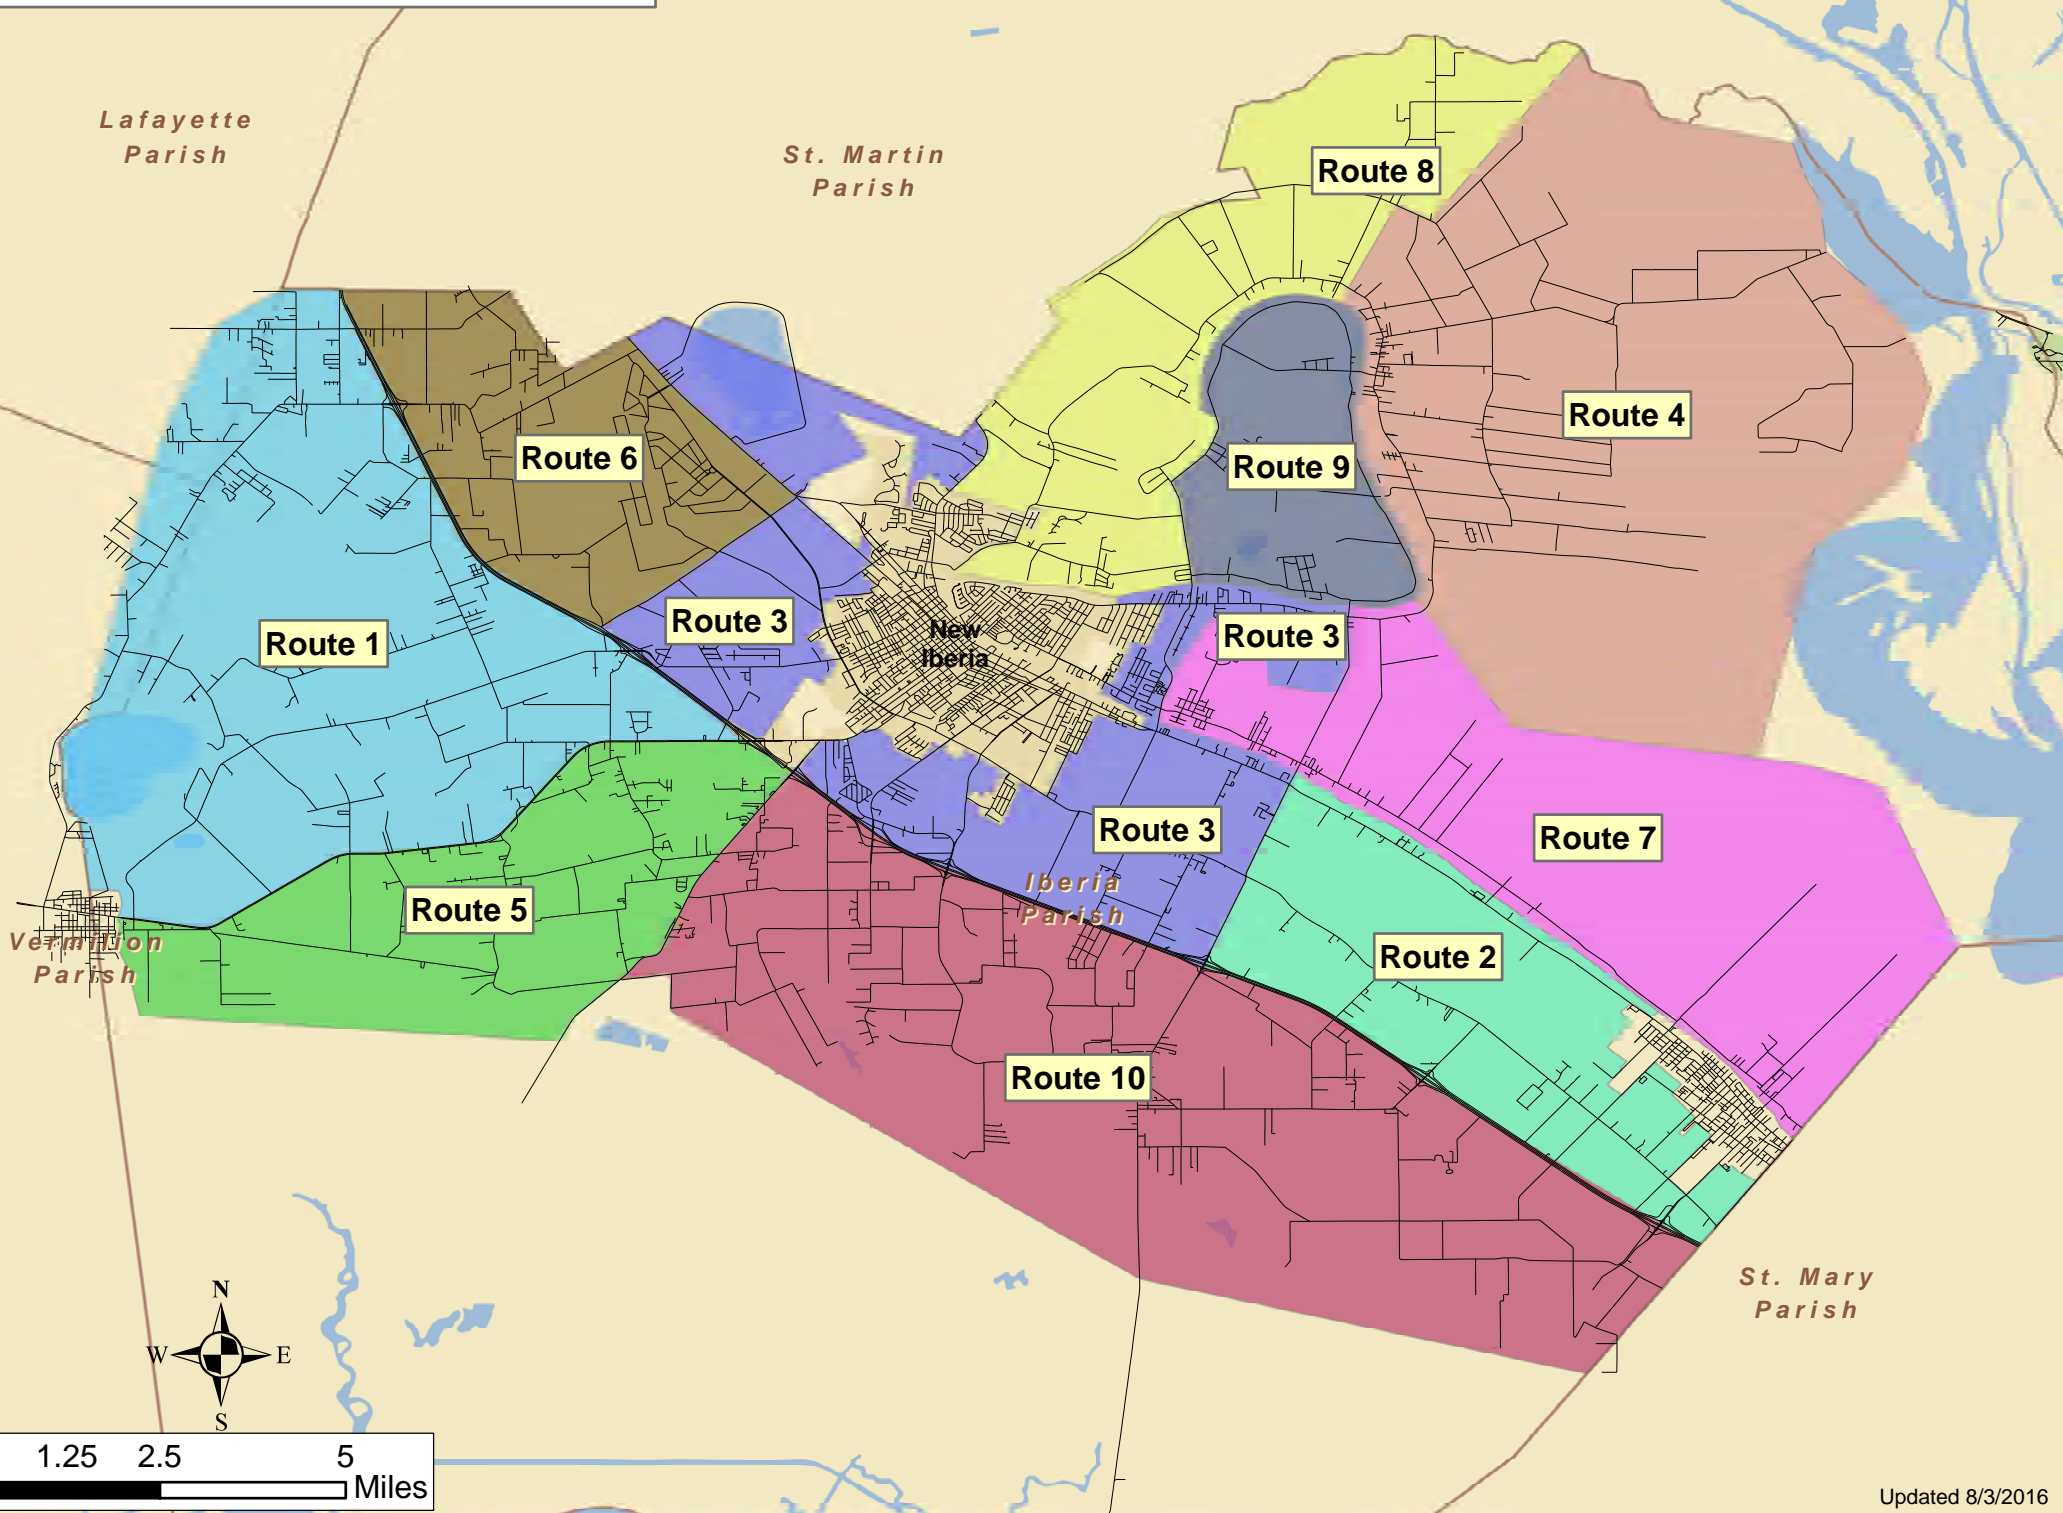 Lafayette
Parish
St. Martin
Parish
Route 8
Route 4
Route 6
Route 9
Route 3
New
Iberia
Route 3
Route 1
Route 3
Route 7
Iberia
Parish
Route 5
Vermilion
Parish
Route 2
Route 10
St. Mary
Parish
N
W
E
S
1.25 2.5 5
Miles
Updated 8/3/2016